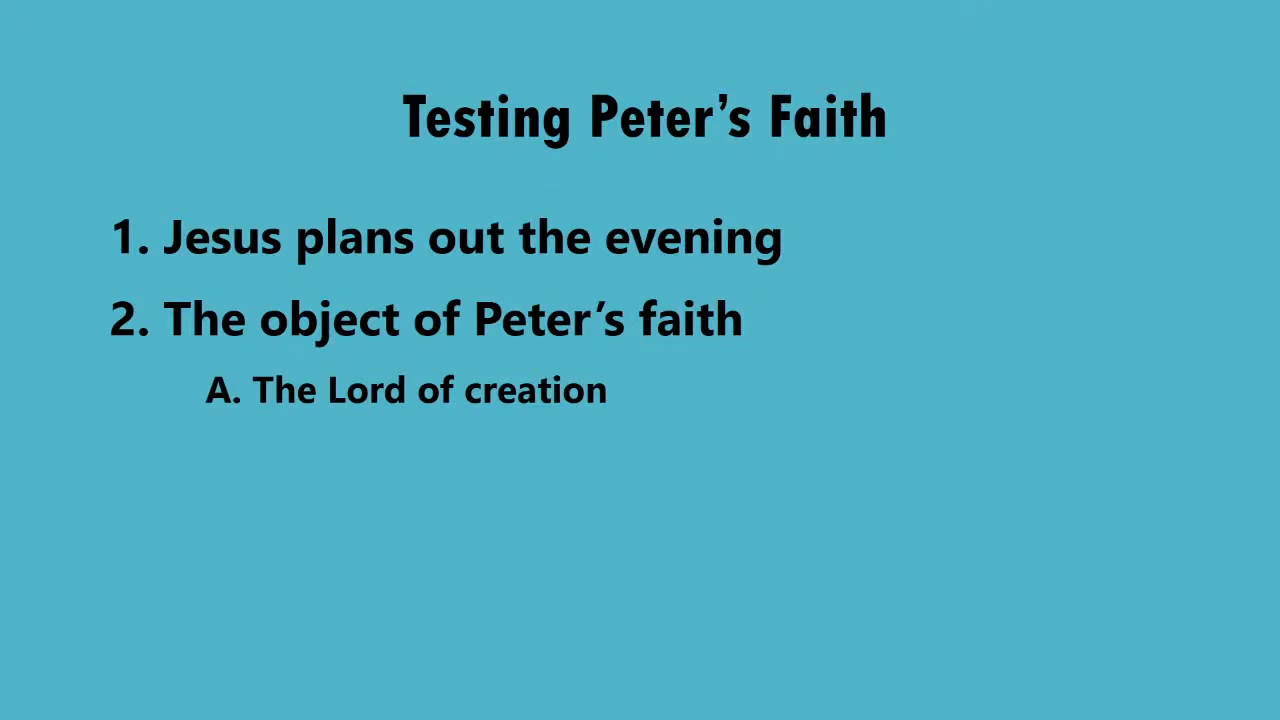 Testing Peter’s Faith
1. Jesus plans out the evening
2. The object of Peter’s faith
A. The Lord of creation